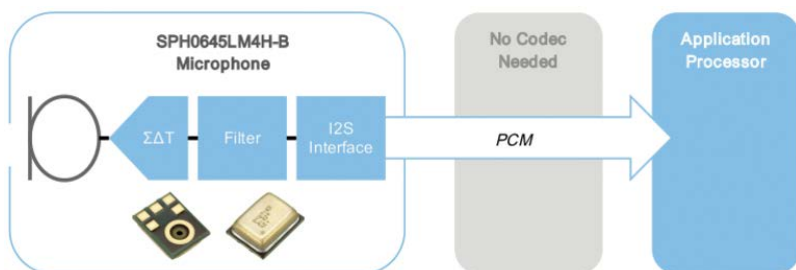 SPH0645LM4H-B
Microphone
ΣΔT
Filter
I2S
Interface
No Codec
Needed
PCM
Application
Processor